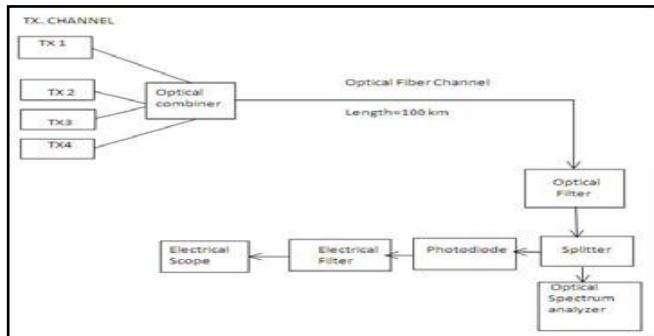 TX. CHANNEL
TX 1
TX 2
TX3
TX4
Optical
combiner
Optical Fiber Channel
Length=100 km
Optical
Filter
Splitter
Photodiode
Electrical
Filter
Electrical
Scope
Optical
Spectrum
analyzer